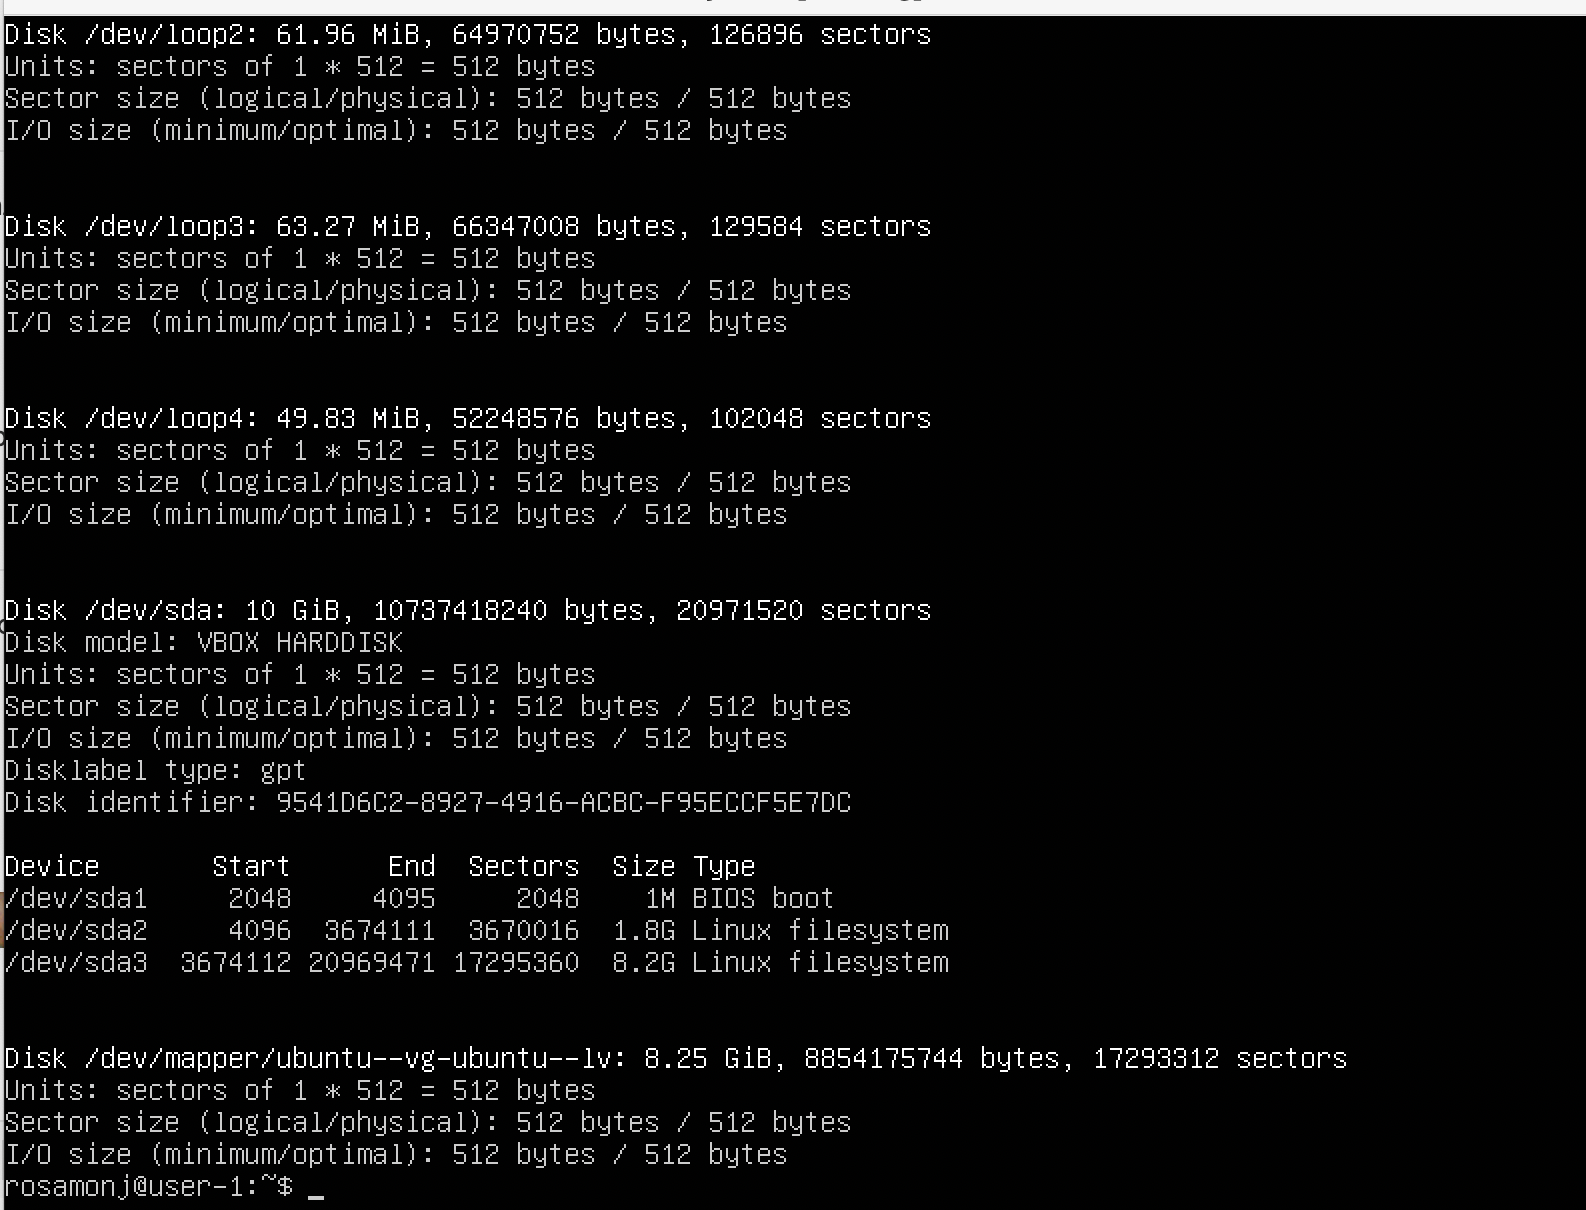 Disk /dev/loop2: 61.96 MiB, 64970752 bytes, 126896 sectors
Units: sectors of 1 * 512 = 512 bytes
Sector size (logical/physical): 512 bytes / 512 bytes
I/O size (minimum/optimal): 512 bytes / 512 bytes
Disk /dev/loop3: 63.27 MiB, 66347008 bytes, 129584 sectors
Units: sectors of 1 * 512 = 512 bytes
Sector size (logical/physical): 512 bytes / 512 bytes
I/O size (minimum/optimal): 512 bytes / 512 bytes
Disk /dev/loop4: 49.83 MiB, 52248576 bytes, 102048 sectors
Units: sectors of 1 * 512 = 512 bytes
Sector size (logical/physical): 512 bytes / 512 bytes
I/O size (minimum/optimal): 512 bytes / 512 bytes
Disk /dev/sda: 10 GiB, 10737418240 bytes, 20971520 sectors
Disk model: VBOX HARDDISK
Units: sectors of 1 * 512 = 512 bytes
Sector size (logical/physical): 512 bytes / 512 bytes
I/O size (minimum/optimal): 512 bytes / 512 bytes
Disklabel type: gpt
Disk identifier: 9541D6C2-8927-4916-ACBC-F95ECCF5E7DC
Device Start End Sectors Size Type
/dev/sda1 2048 4095 2048 1M BIOS boot
/dev/sda2 4096 3674111 3670016 1.8G Linux filesystem
/dev/sda3 3674112 20969471 17295360 8.2G Linux filesystem
Disk /dev/mapper/ubuntu--vg-ubuntu--lv: 8.25 GiB, 8854175744 bytes, 17293312 sectors
Units: sectors of 1 * 512 = 512 bytes
Sector size (logical/physical): 512 bytes / 512 bytes
I/O size (minimum/optimal): 512 bytes / 512 bytes
rosamonj@user-1:~$ _